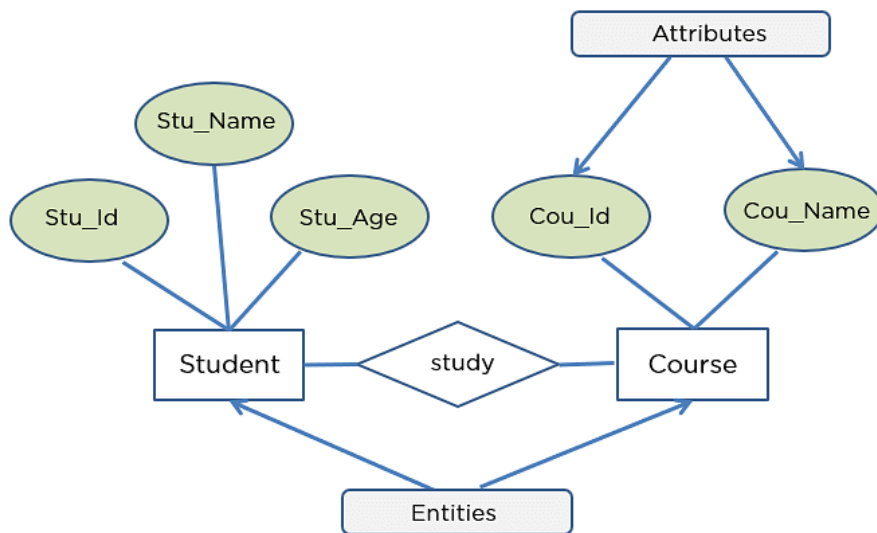 Attributes
Stu_Name
Stu_Id
Stu_Age
Cou_Id
Cou_Name
Student
study
Course
Entities